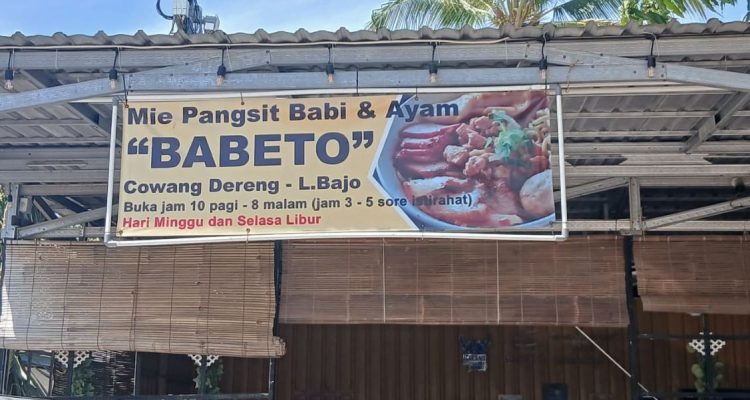 Mie Pangsit Babi & Ayam
"BABETO"
Cowang Dereng - L.Bajo
Buka jam 10 pagi - 8 malam (jam 3 - 5 sore istirahat)
Hari Minggu dan Selasa Libur